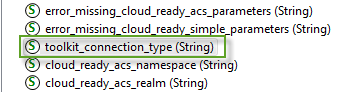 S error_missing_cloud_ready_acs_parameters (String)
S error_missing_cloud_ready_simple_parameters (String)
S toolkit_connection_type (String)
S cloud_ready_acs_namespace (String)
S cloud_ready_acs_realm (String)